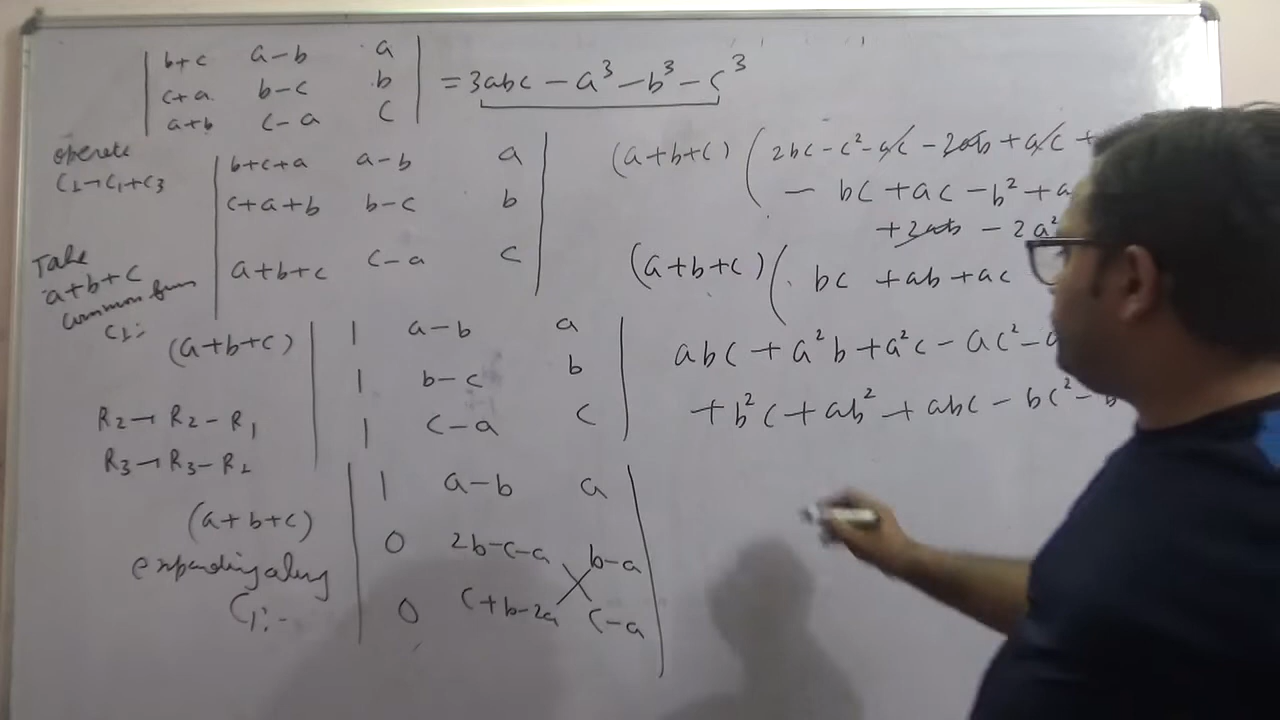 b+c a-b a
c+a b-c b = 3abc - a³ - b³ - c³
a+b c-a c
operate
C₁→C₁+C₃
b+c+a a-b a
c+a+b b-c b
a+b+c c-a c
Take
a+b+c
common from
C₁:-
(a+b+c)
1 a-b a
1 b-c b
1 c-a c
R₂→R₂-R₁
R₃→R₃-R₁
(a+b+c)
1 a-b a
0 2b-c-a b-a
0 c+b-2a c-a
expanding along
C₁:-
(a+b+c) ( 2bc - c² - ac - 2ab + ac +
- bc + ac - b² + a
+ 2ab - 2a²
(a+b+c) ( bc + ab + ac
abc + a²b + a²c - ac² - a
+ b²c + ab² + abc - bc² - b